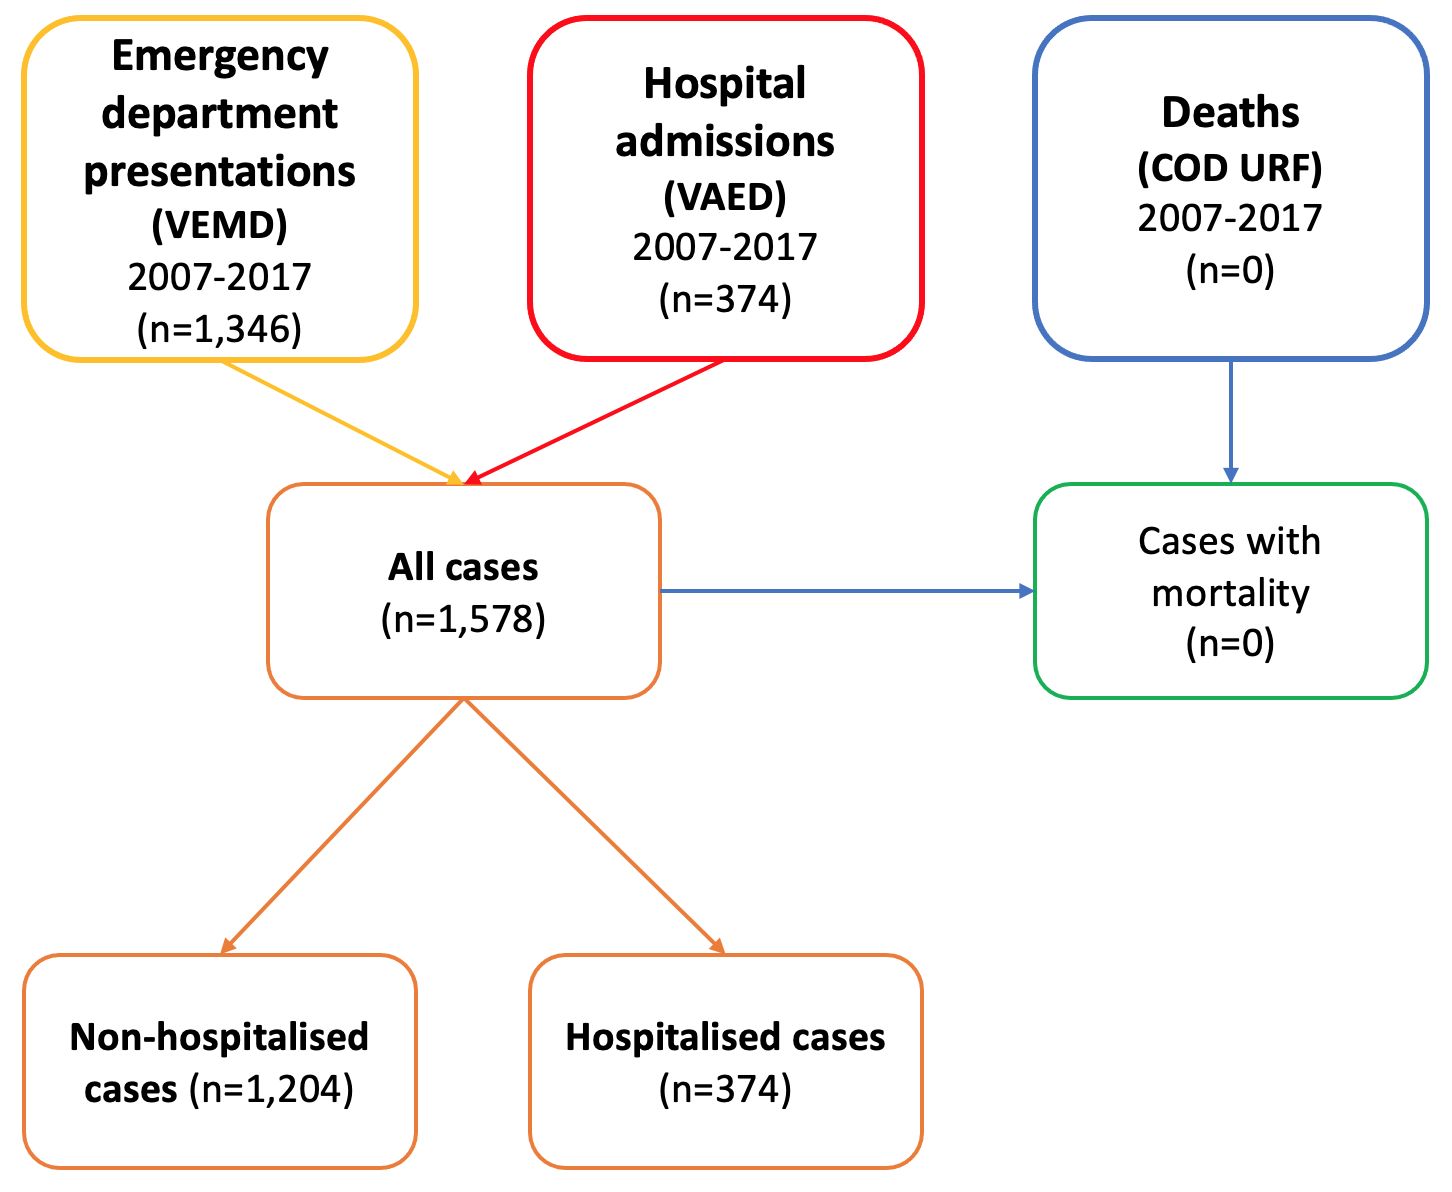 Emergency
department
presentations
(VEMD)
2007-2017
(n=1,346)
Hospital
admissions
(VAED)
2007-2017
(n=374)
Deaths
(COD URF)
2007-2017
(n=0)
All cases
(n=1,578)
Cases with
mortality
(n=0)
Non-hospitalised
cases (n=1,204)
Hospitalised cases
(n=374)